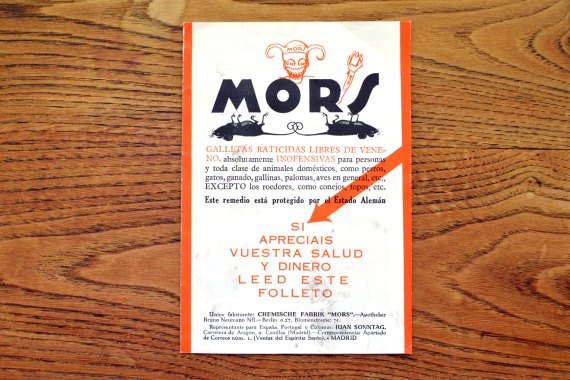 MORS
MORS
GALLETAS RATICIDAS LIBRES DE VENE-
NO, absolutamente INOFENSIVAS para personas
y toda clase de animales domésticos, como perros,
gatos, ganado, gallinas, palomas, aves en general, etc.,
EXCEPTO los roedores, como conejos, topos, etc.
Este remedio está protegido por el Estado Alemán
SI
APRECIAIS
VUESTRA SALUD
Y DINERO
LEED ESTE
FOLLETO
Unico fabricante: CHEMISCHE FABRIK "MORS".—Apotheker
Bruno Neumann Nfl.—Berlin 0.27, Blumenstrasse: 71.
Representante para España, Portugal y Colonias: JUAN SONNTAG.
Carretera de Aragón, Canillas (Madrid).—Correspondencia: Apartado
de Correos núm. 1. (Ventas del Espíritu Santo).-MADRID